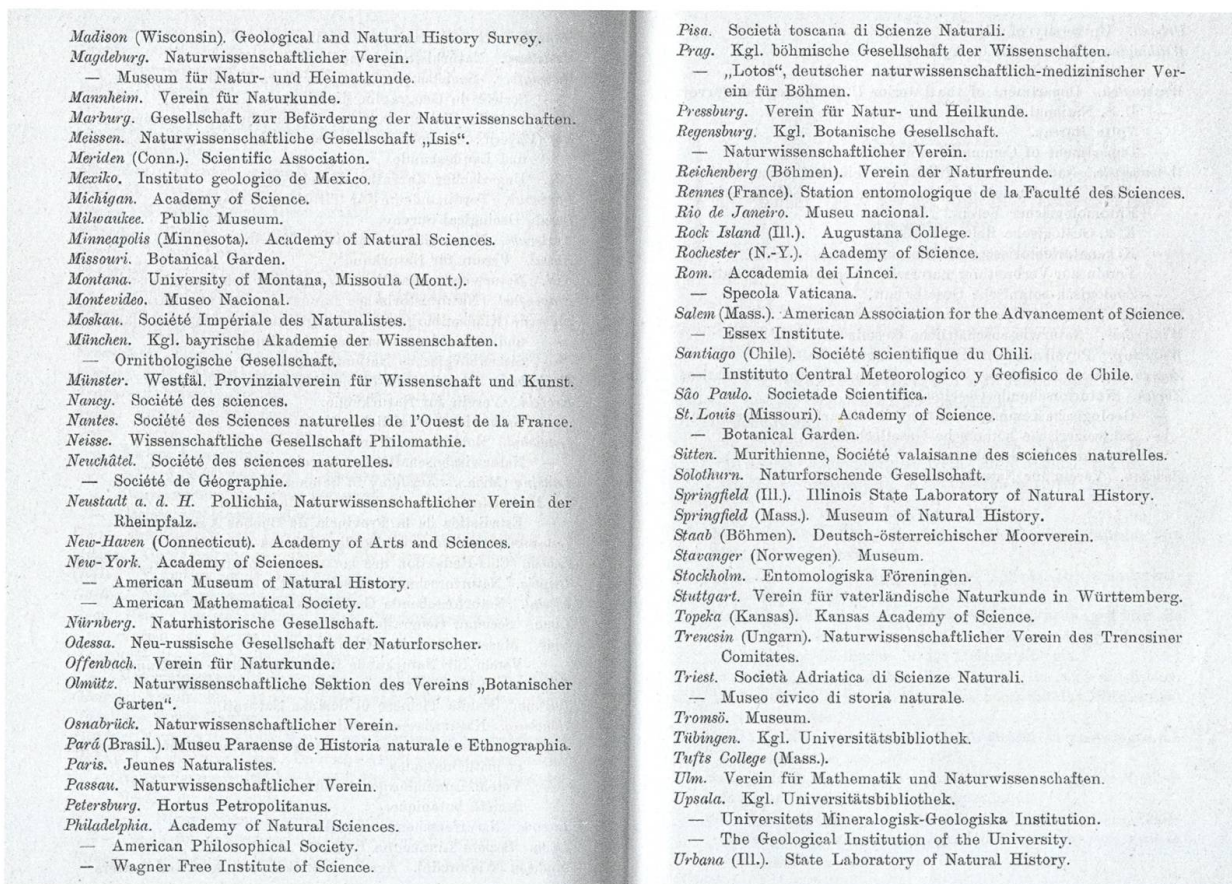 Madison (Wisconsin). Geological and Natural History Survey.
Magdeburg. Naturwissenschaftlicher Verein.
— Museum für Natur- und Heimatkunde.
Mannheim. Verein für Naturkunde.
Marburg. Gesellschaft zur Beförderung der Naturwissenschaften.
Meissen. Naturwissenschaftliche Gesellschaft „Isis“.
Meriden (Conn.). Scientific Association.
Mexiko. Instituto geologico de Mexico.
Michigan. Academy of Science.
Milwaukee. Public Museum.
Minneapolis (Minnesota). Academy of Natural Sciences.
Missouri. Botanical Garden.
Montana. University of Montana, Missoula (Mont.).
Montevideo. Museo Nacional.
Moskau. Société Impériale des Naturalistes.
München. Kgl. bayrische Akademie der Wissenschaften.
— Ornithologische Gesellschaft.
Münster. Westfäl. Provinzialverein für Wissenschaft und Kunst.
Nancy. Société des sciences.
Nantes. Société des Sciences naturelles de l'Ouest de la France.
Neisse. Wissenschaftliche Gesellschaft Philomathie.
Neuchâtel. Société des sciences naturelles.
— Société de Géographie.
Neustadt a. d. H. Pollichia, Naturwissenschaftlicher Verein der
Rheinpfalz.
New-Haven (Connecticut). Academy of Arts and Sciences.
New-York. Academy of Sciences.
— American Museum of Natural History.
— American Mathematical Society.
Nürnberg. Naturhistorische Gesellschaft.
Odessa. Neu-russische Gesellschaft der Naturforscher.
Offenbach. Verein für Naturkunde.
Olmütz. Naturwissenschaftliche Sektion des Vereins „Botanischer
Garten“.
Osnabrück. Naturwissenschaftlicher Verein.
Pará (Brasil.). Museu Paraense de Historia naturale e Ethnographia.
Paris. Jeunes Naturalistes.
Passau. Naturwissenschaftlicher Verein.
Petersburg. Hortus Petropolitanus.
Philadelphia. Academy of Natural Sciences.
— American Philosophical Society.
— Wagner Free Institute of Science.
Pisa. Società toscana di Scienze Naturali.
Prag. Kgl. böhmische Gesellschaft der Wissenschaften.
— „Lotos“, deutscher naturwissenschaftlich-medizinischer Ver-
ein für Böhmen.
Pressburg. Verein für Natur- und Heilkunde.
Regensburg. Kgl. Botanische Gesellschaft.
— Naturwissenschaftlicher Verein.
Reichenberg (Böhmen). Verein der Naturfreunde.
Rennes (France). Station entomologique de la Faculté des Sciences.
Rio de Janeiro. Museu nacional.
Rock Island (Ill.). Augustana College.
Rochester (N.-Y.). Academy of Science.
Rom. Accademia dei Lincei.
— Specola Vaticana.
Salem (Mass.). American Association for the Advancement of Science.
— Essex Institute.
Santiago (Chile). Société scientifique du Chili.
— Instituto Central Meteorologico y Geofisico de Chile.
São Paulo. Societade Scientifica.
St. Louis (Missouri). Academy of Science.
— Botanical Garden.
Sitten. Murithienne, Société valaisanne des sciences naturelles.
Solothurn. Naturforschende Gesellschaft.
Springfield (Ill.). Illinois State Laboratory of Natural History.
Springfield (Mass.). Museum of Natural History.
Staab (Böhmen). Deutsch-österreichischer Moorverein.
Stavanger (Norwegen). Museum.
Stockholm. Entomologiska Föreningen.
Stuttgart. Verein für vaterländische Naturkunde in Württemberg.
Topeka (Kansas). Kansas Academy of Science.
Trencsin (Ungarn). Naturwissenschaftlicher Verein des Trencsiner
Comitates.
Triest. Società Adriatica di Scienze Naturali.
— Museo civico di storia naturale.
Tromsö. Museum.
Tübingen. Kgl. Universitätsbibliothek.
Tufts College (Mass.).
Ulm. Verein für Mathematik und Naturwissenschaften.
Upsala. Kgl. Universitätsbibliothek.
— Universitets Mineralogisk-Geologiska Institution.
— The Geological Institution of the University.
Urbana (Ill.). State Laboratory of Natural History.